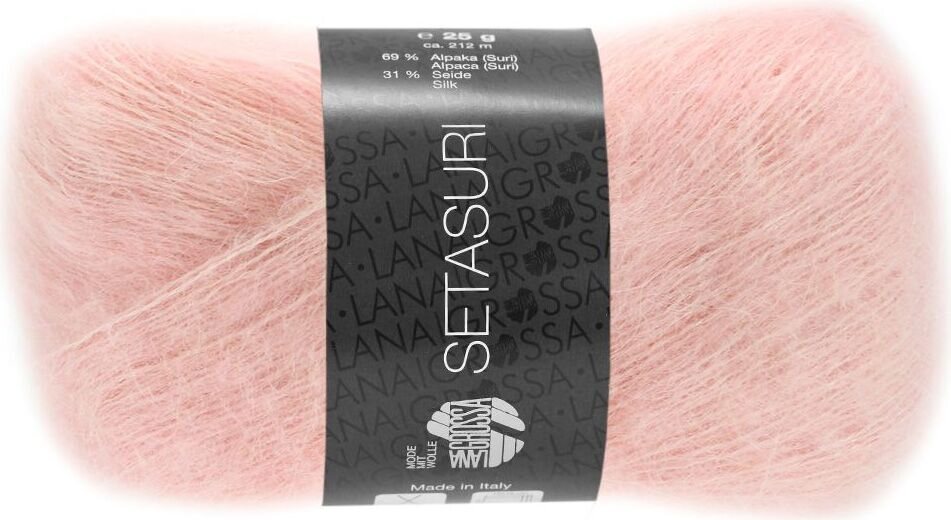 e 25 g
ca. 212 m
69 % Alpaka (Suri)
Alpaca (Suri)
31 % Seide
Silk
SETASURI
LANA GROSSA
MODE
MIT
WOLLE
Made in Italy